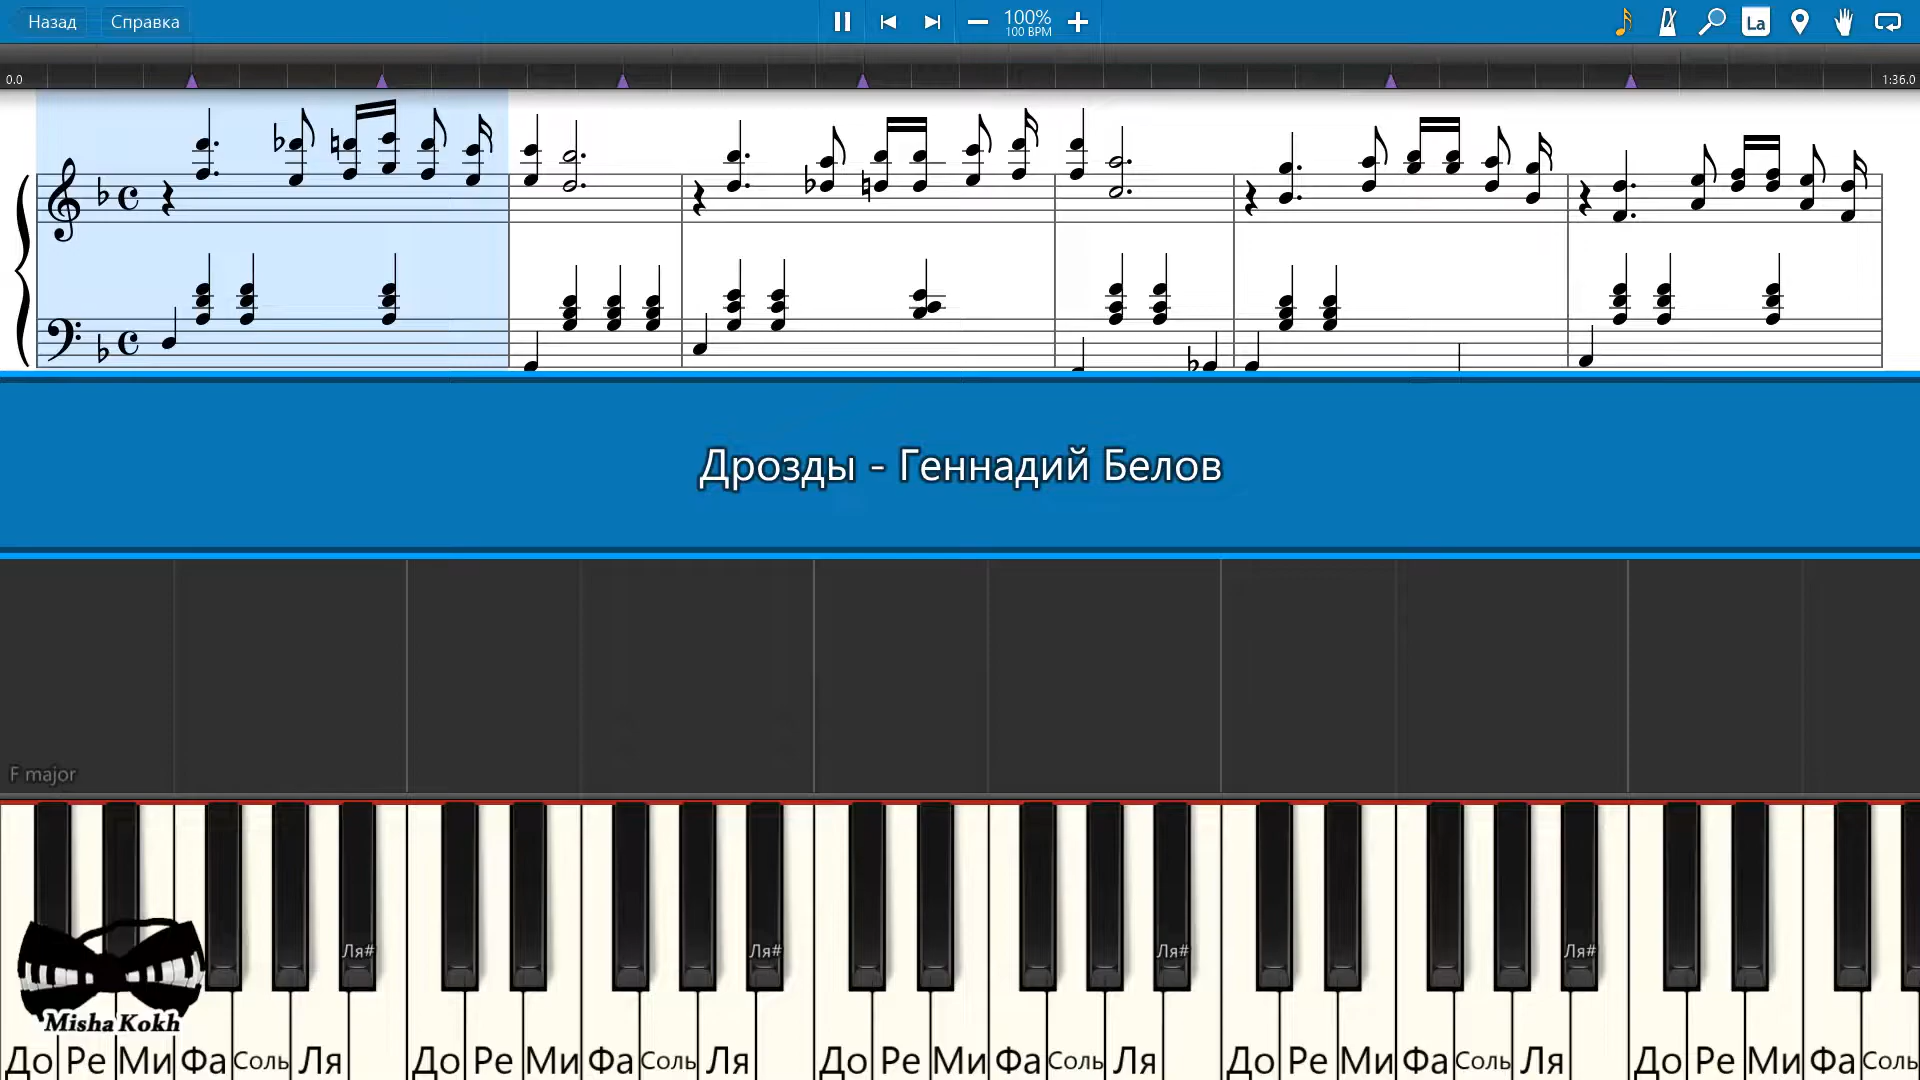 Назад Справка 100% La
100 BPM
0.0 1:36.0
Дрозды - Геннадий Белов
F major
Ля# Ля# Ля# Ля#
Misha Kokh
До Ре Ми Фа Соль Ля До Ре Ми Фа Соль Ля До Ре Ми Фа Соль Ля До Ре Ми Фа Соль Ля До Ре Ми Фа Соль